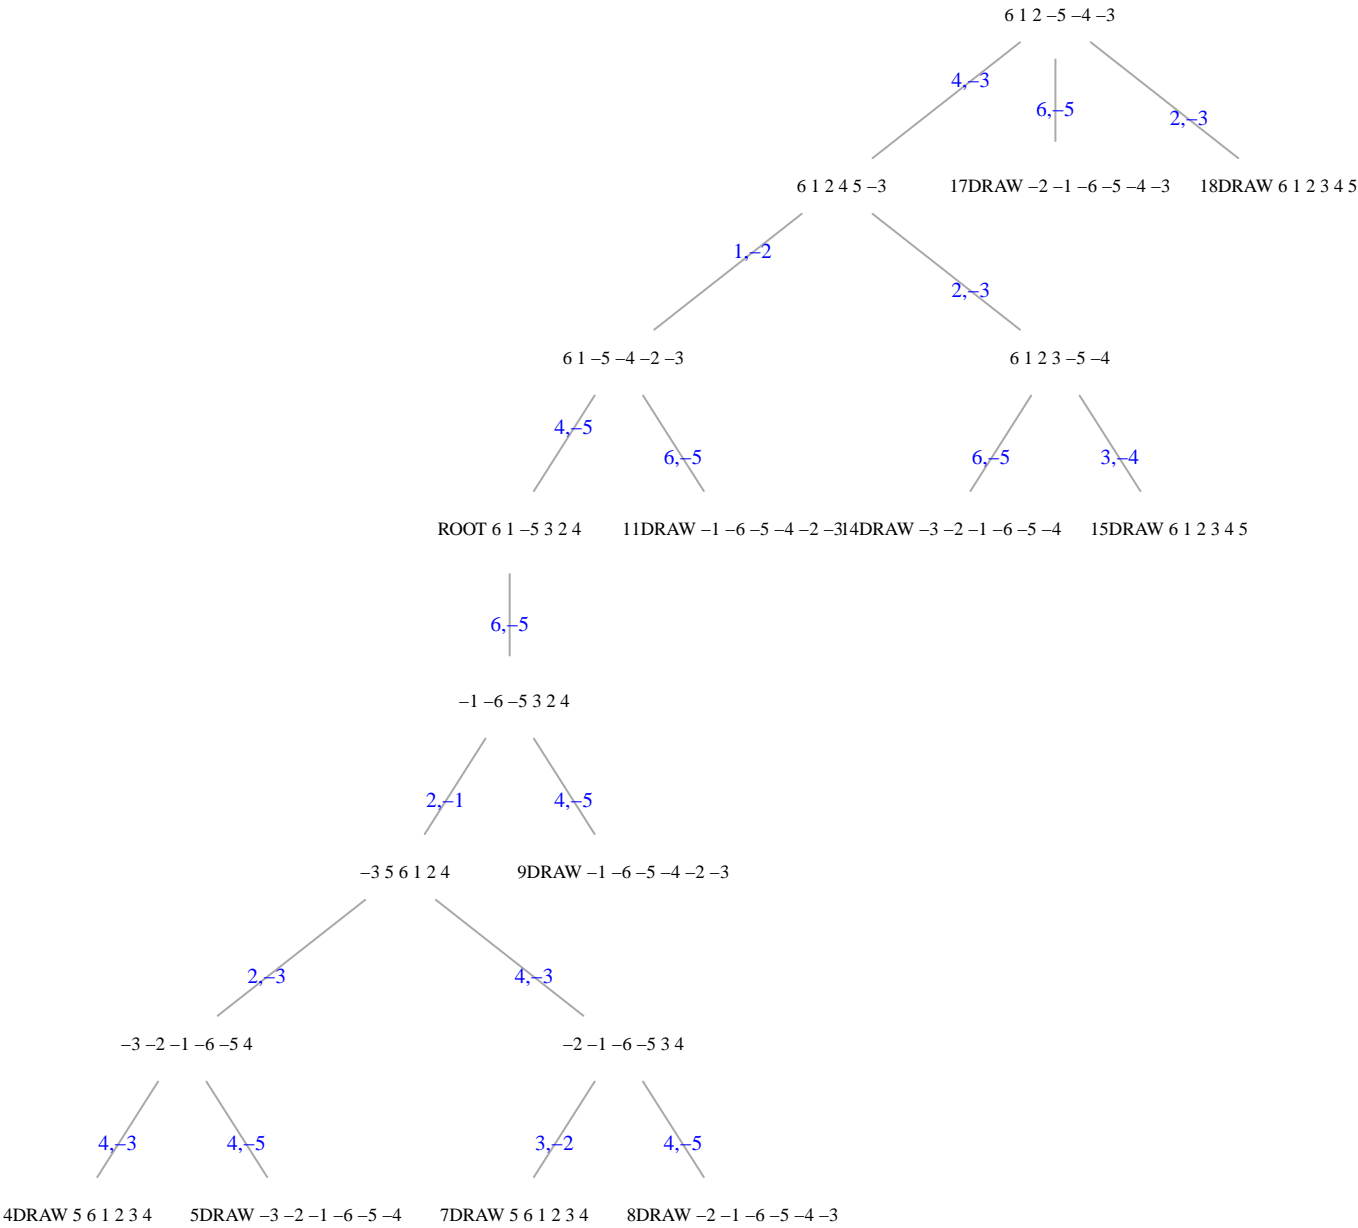 6 1 2 –5 –4 –3
4,–3
6,–5
2,–3
6 1 2 4 5 –3
17DRAW –2 –1 –6 –5 –4 –3
18DRAW 6 1 2 3 4 5
1,–2
2,–3
6 1 –5 –4 –2 –3
6 1 2 3 –5 –4
4,–5
6,–5
6,–5
3,–4
ROOT 6 1 –5 3 2 4
11DRAW –1 –6 –5 –4 –2 –3
14DRAW –3 –2 –1 –6 –5 –4
15DRAW 6 1 2 3 4 5
6,–5
–1 –6 –5 3 2 4
2,–1
4,–5
–3 5 6 1 2 4
9DRAW –1 –6 –5 –4 –2 –3
2,–3
4,–3
–3 –2 –1 –6 –5 4
–2 –1 –6 –5 3 4
4,–3
4,–5
3,–2
4,–5
4DRAW 5 6 1 2 3 4
5DRAW –3 –2 –1 –6 –5 –4
7DRAW 5 6 1 2 3 4
8DRAW –2 –1 –6 –5 –4 –3